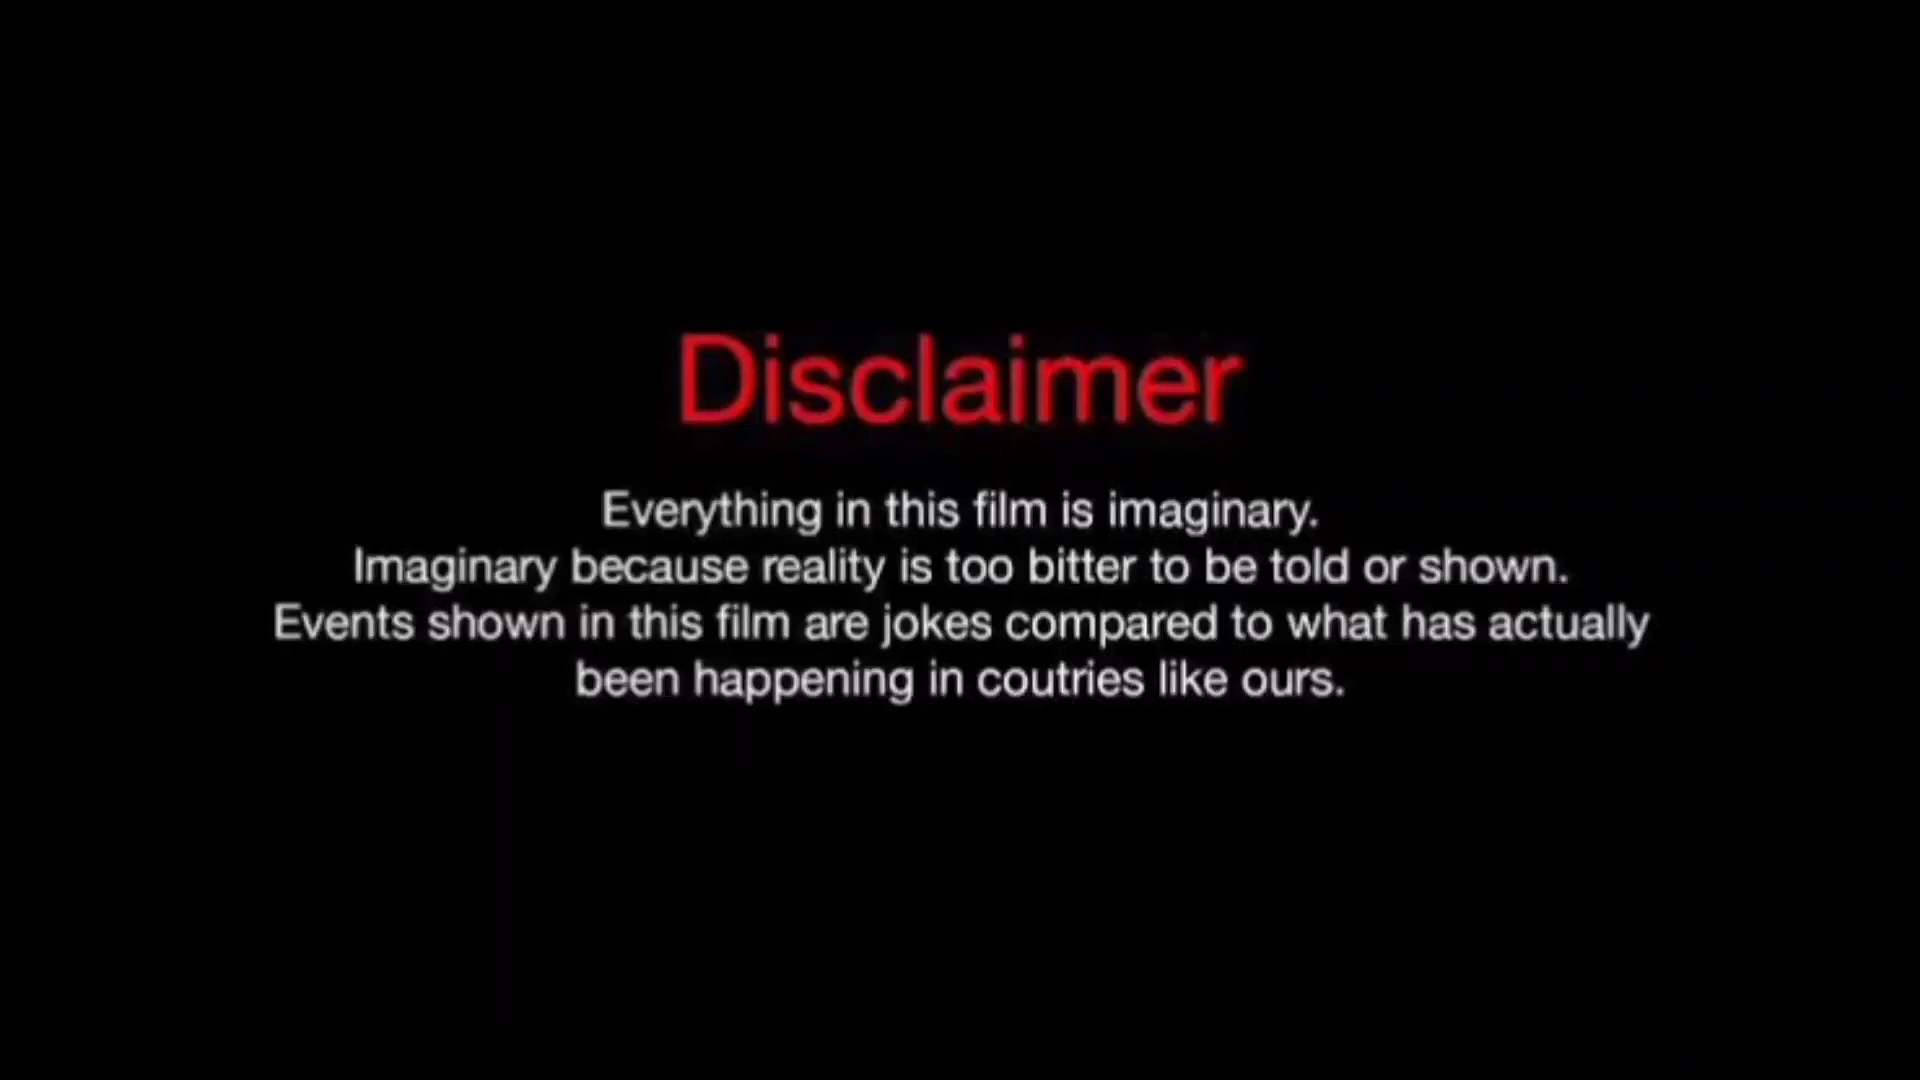 Disclaimer
Everything in this film is imaginary.
Imaginary because reality is too bitter to be told or shown.
Events shown in this film are jokes compared to what has actually
been happening in coutries like ours.